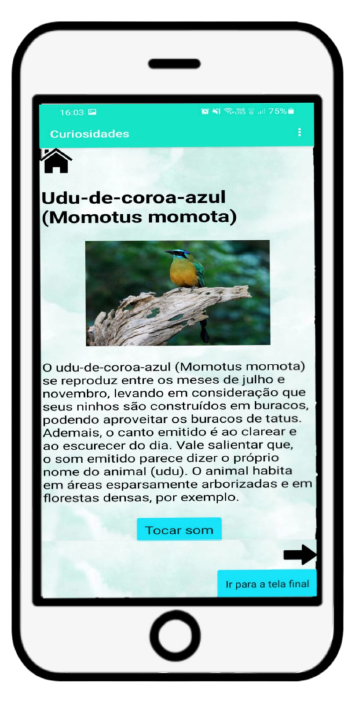 16:03 75%
Curiosidades
Udu-de-coroa-azul
(Momotus momota)
O udu-de-coroa-azul (Momotus momota)
se reproduz entre os meses de julho e
novembro, levando em consideração que
seus ninhos são construídos em buracos,
podendo aproveitar os buracos de tatus.
Ademais, o canto emitido é ao clarear e
ao escurecer do dia. Vale salientar que,
o som emitido parece dizer o próprio
nome do animal (udu). O animal habita
em áreas esparsamente arborizadas e em
florestas densas, por exemplo.
Tocar som
Ir para a tela final